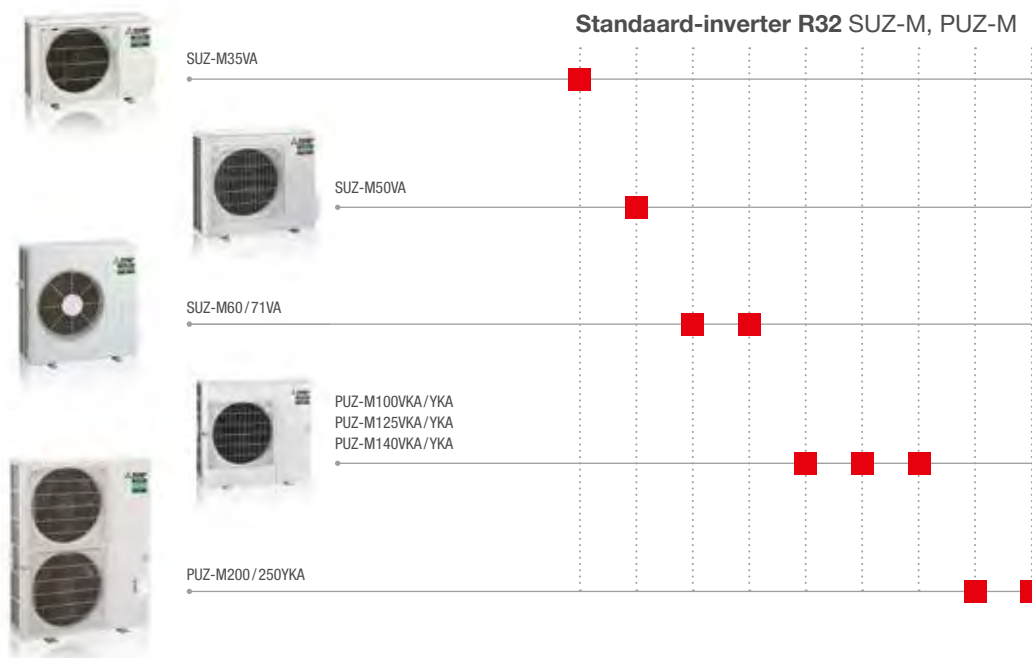 Standaard-inverter R32 SUZ-M, PUZ-M
SUZ-M35VA
SUZ-M50VA
SUZ-M60/71VA
PUZ-M100VKA/YKA
PUZ-M125VKA/YKA
PUZ-M140VKA/YKA
PUZ-M200/250YKA